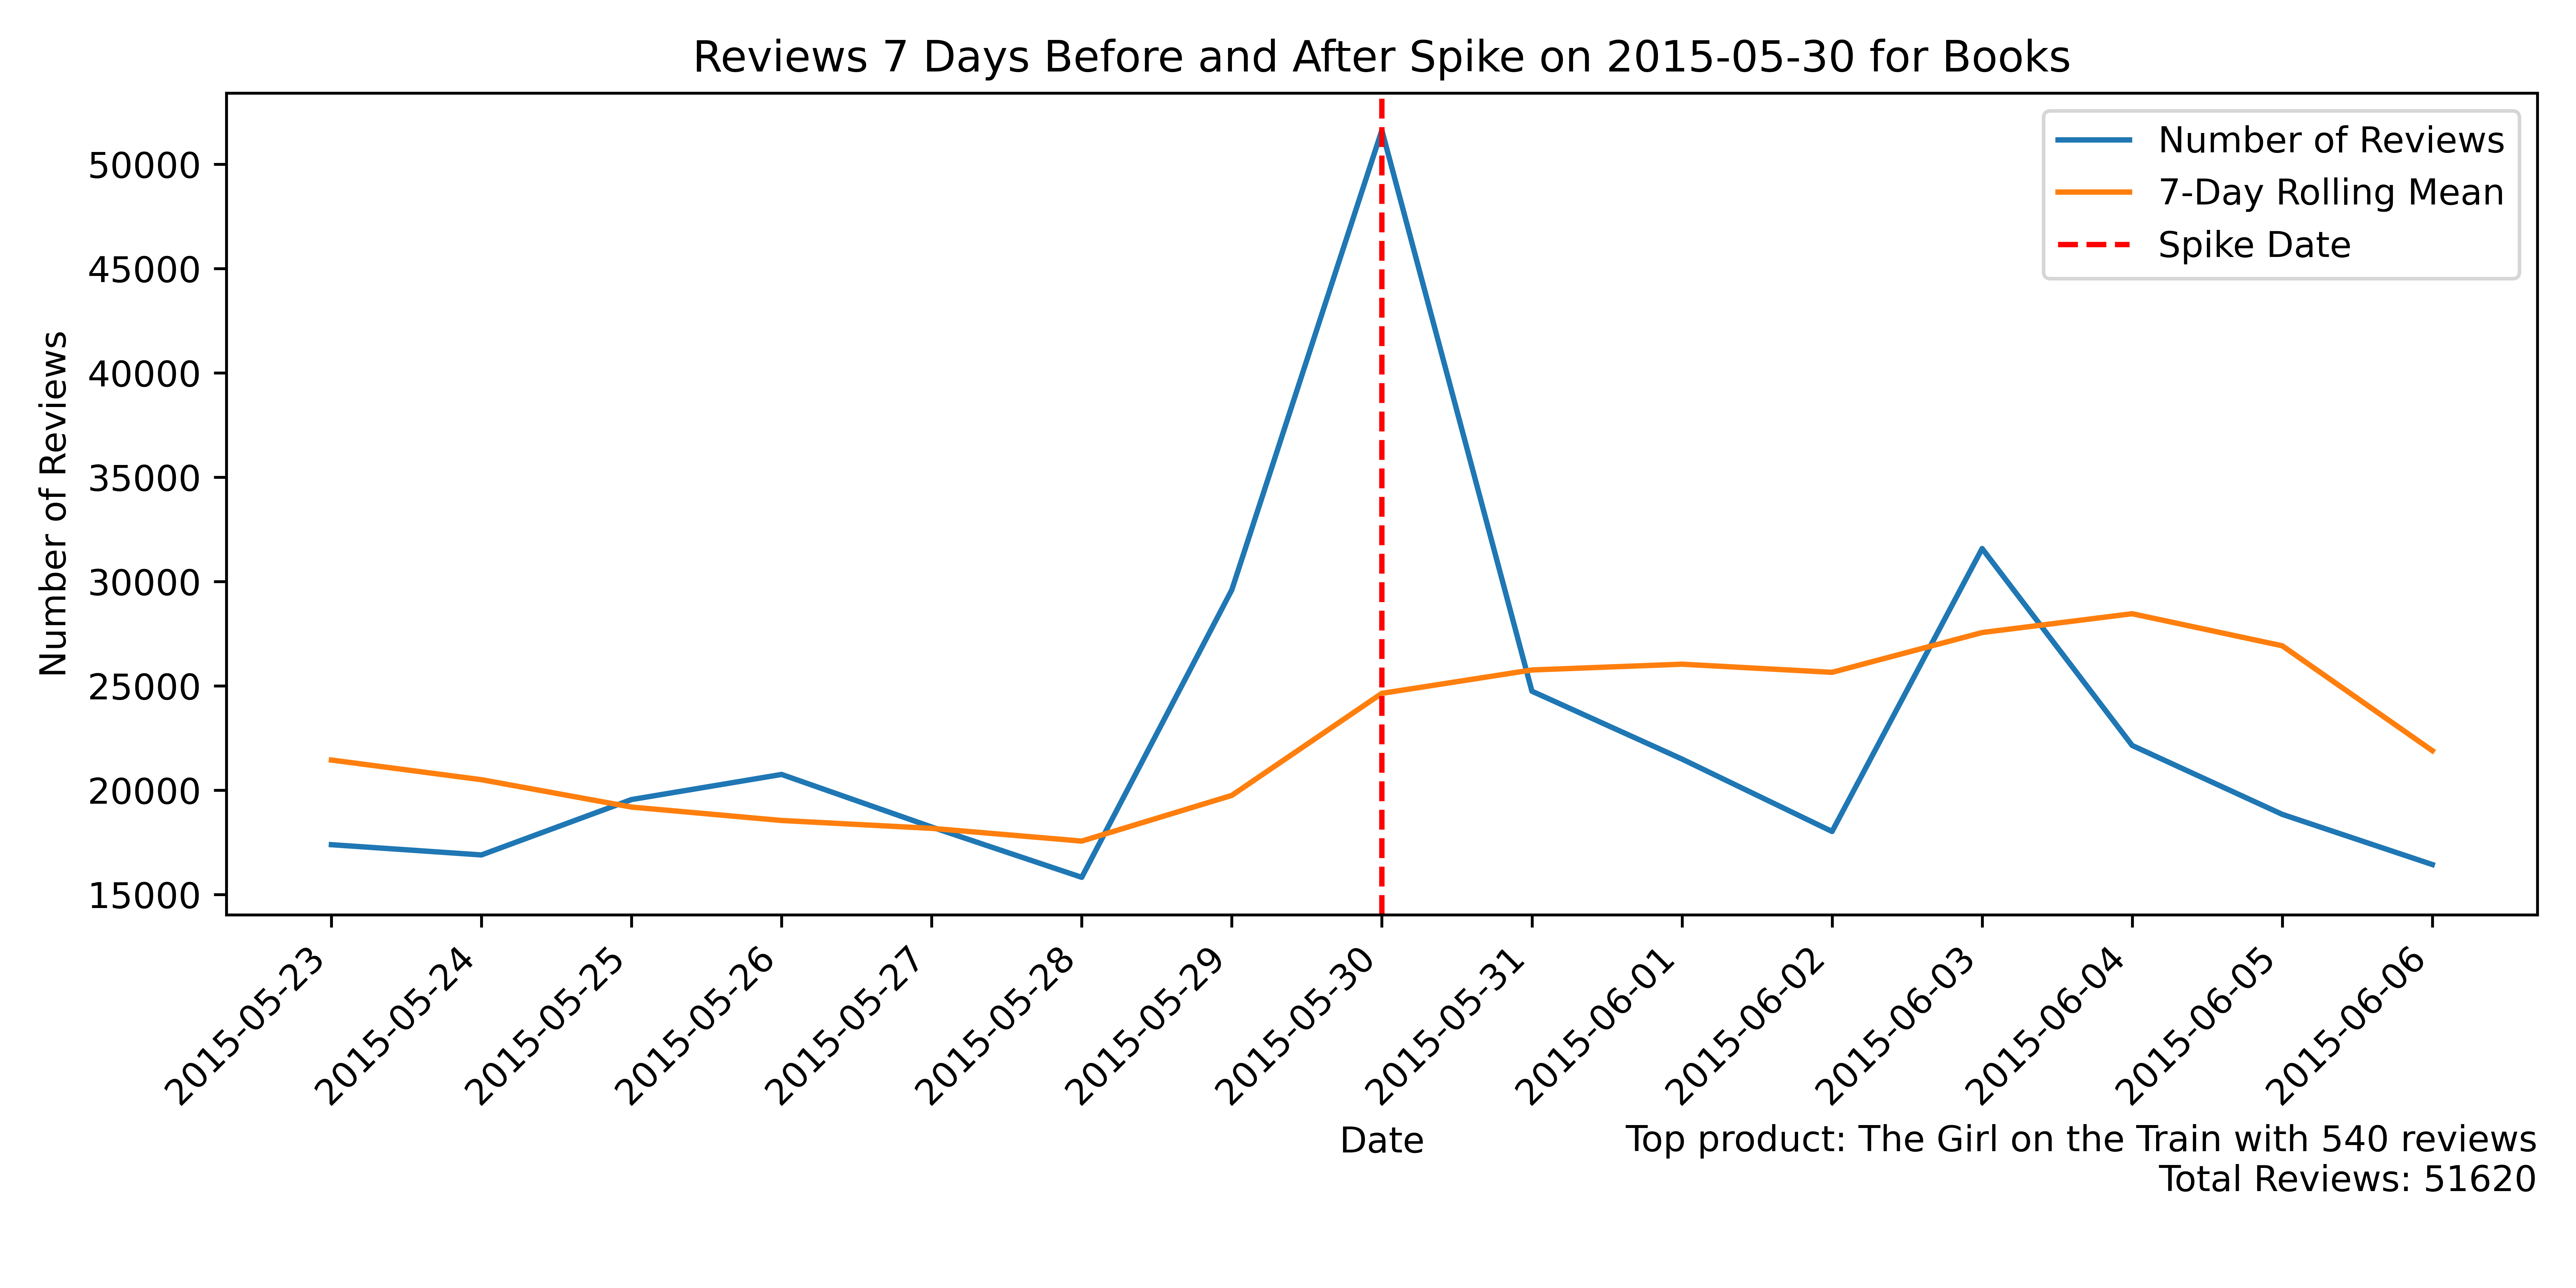 Reviews 7 Days Before and After Spike on 2015-05-30 for Books
Number of Reviews
7-Day Rolling Mean
Spike Date
Number of Reviews
50000
45000
40000
35000
30000
25000
20000
15000
2015-05-23
2015-05-24
2015-05-25
2015-05-26
2015-05-27
2015-05-28
2015-05-29
2015-05-30
2015-05-31
2015-06-01
2015-06-02
2015-06-03
2015-06-04
2015-06-05
2015-06-06
Date
Top product: The Girl on the Train with 540 reviews
Total Reviews: 51620